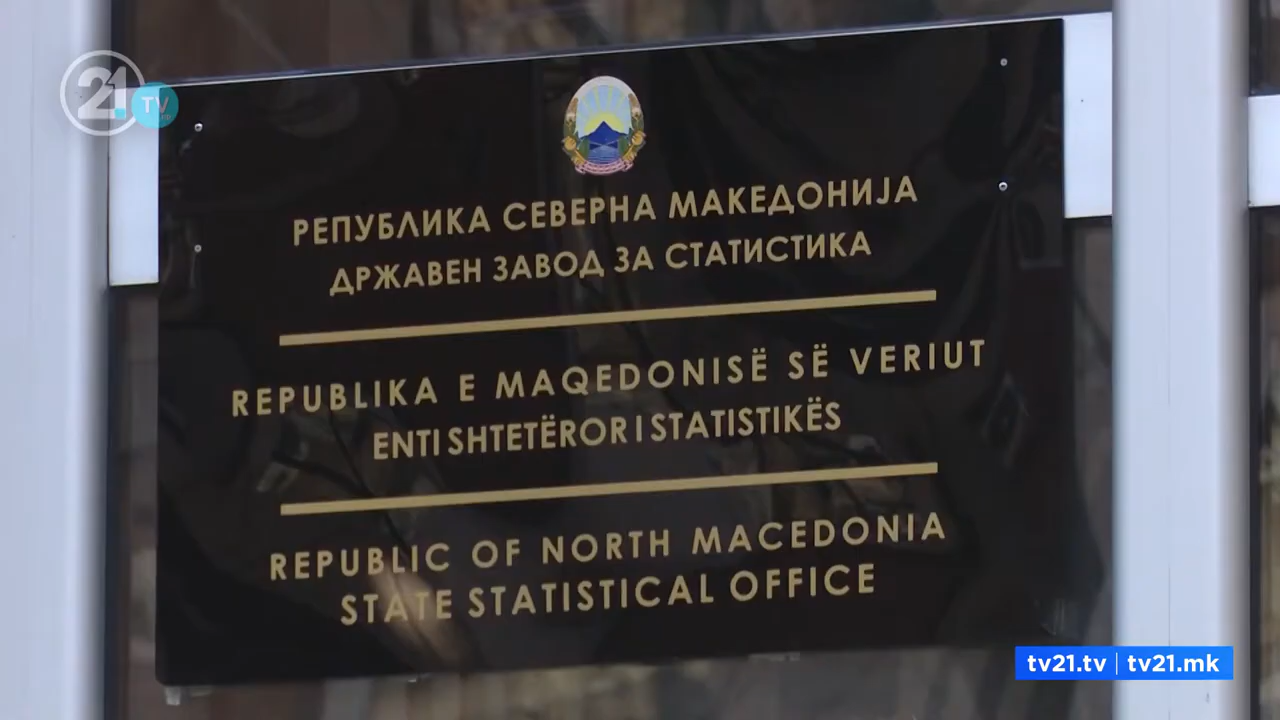 21
TV
РЕПУБЛИКА СЕВЕРНА МАКЕДОНИЈА
ДРЖАВЕН ЗАВОД ЗА СТАТИСТИКА
REPUBLIKA E MAQEDONISË SË VERIUT
ENTI SHTETËROR I STATISTIKËS
REPUBLIC OF NORTH MACEDONIA
STATE STATISTICAL OFFICE
tv21.tv | tv21.mk